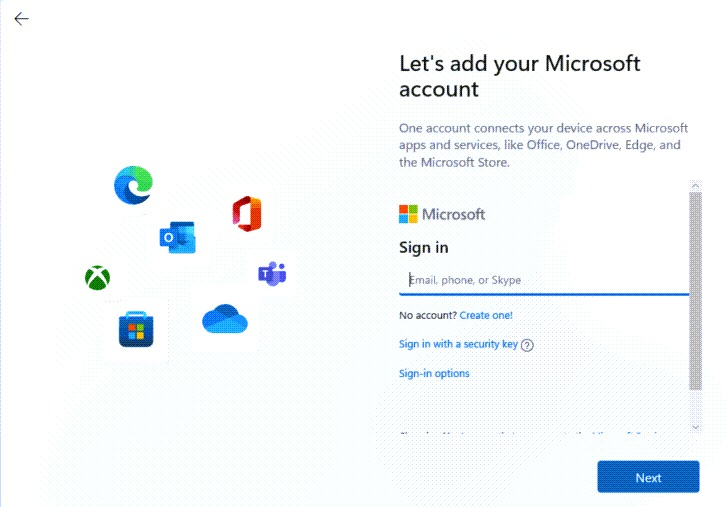 Let's add your Microsoft
account
One account connects your device across Microsoft
apps and services, like Office, OneDrive, Edge, and
the Microsoft Store.
Microsoft
Sign in
Email, phone, or Skype
No account? Create one!
Sign in with a security key ?
Sign-in options
Next